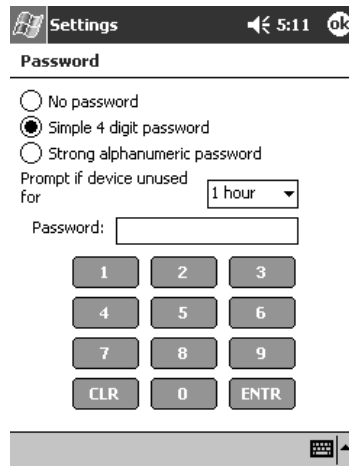 Settings 5:11 ok
Password
No password
Simple 4 digit password
Strong alphanumeric password
Prompt if device unused
for 1 hour
Password:
1 2 3
4 5 6
7 8 9
CLR 0 ENTR